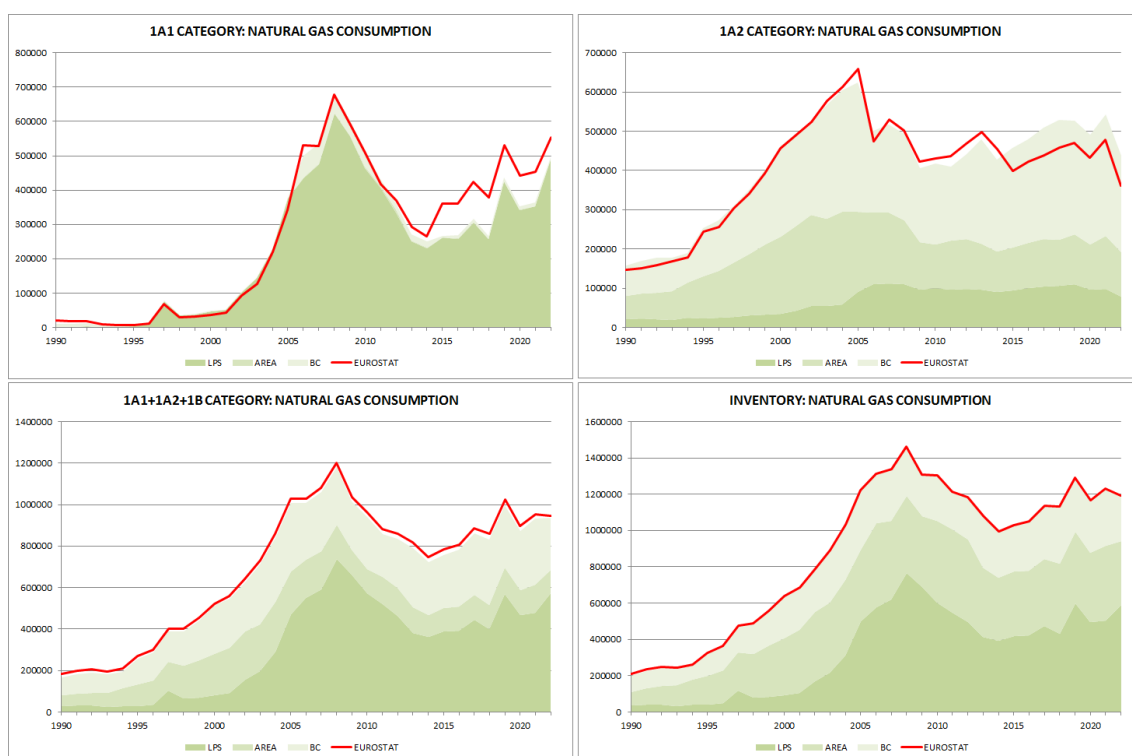 1A1 CATEGORY: NATURAL GAS CONSUMPTION
800000
700000
600000
500000
400000
300000
200000
100000
0
1990 1995 2000 2005 2010 2015 2020
LPS AREA BC EUROSTAT
1A2 CATEGORY: NATURAL GAS CONSUMPTION
700000
600000
500000
400000
300000
200000
100000
0
1990 1995 2000 2005 2010 2015 2020
LPS AREA BC EUROSTAT
1A1+1A2+1B CATEGORY: NATURAL GAS CONSUMPTION
1400000
1200000
1000000
800000
600000
400000
200000
0
1990 1995 2000 2005 2010 2015 2020
LPS AREA BC EUROSTAT
INVENTORY: NATURAL GAS CONSUMPTION
1600000
1400000
1200000
1000000
800000
600000
400000
200000
0
1990 1995 2000 2005 2010 2015 2020
LPS AREA BC EUROSTAT